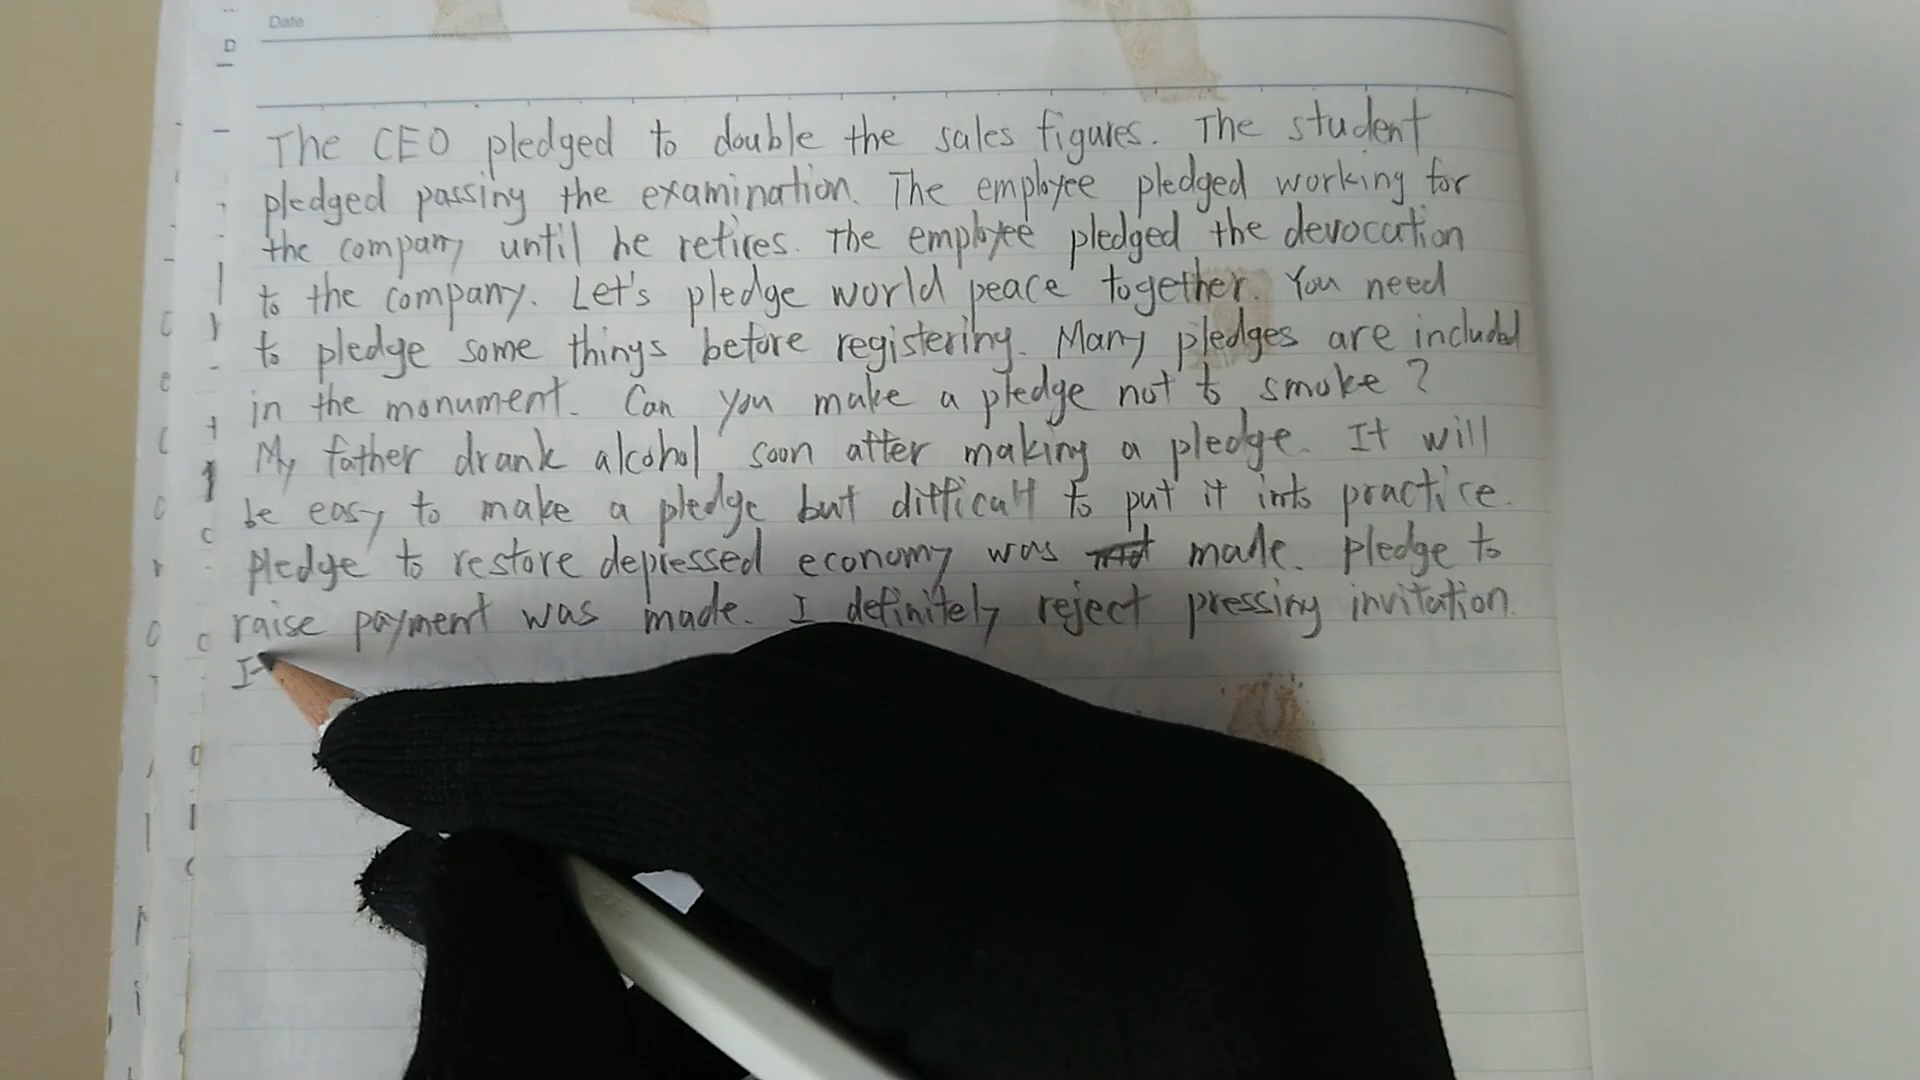 Date
The CEO pledged to double the sales figures. The student
pledged passing the examination. The employee pledged working for
the company until he retires. The employee pledged the devocation
to the company. Let's pledge world peace together. You need
to pledge some things before registering. Many pledges are included
in the monument. Can you make a pledge not to smoke?
My father drank alcohol soon after making a pledge. It will
be easy to make a pledge but difficult to put it into practice.
Pledge to restore depressed economy was made. Pledge to
raise payment was made. I definitely reject pressing invitation.